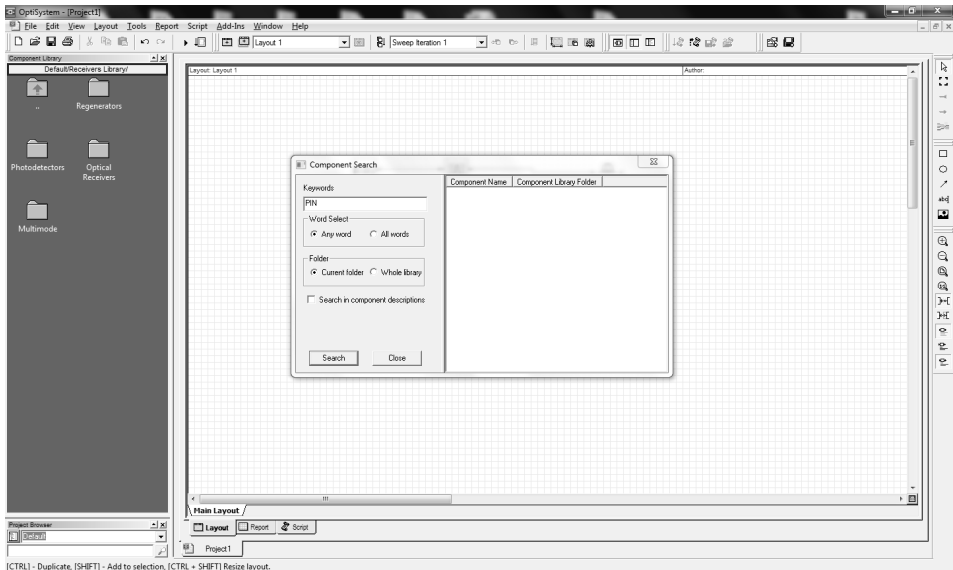 OptiSystem - [Project1]
File Edit View Layout Tools Report Script Add-Ins Window Help
Layout 1
Sweep Iteration 1
Component Library
Default/Receivers Library/
..
Regenerators
Photodetectors
Optical
Receivers
Multimode
Layout: Layout 1
Author:
Component Search
Keywords
PIN
Word Select
Any word
All words
Folder
Current folder
Whole library
Search in component descriptions
Search
Close
Component Name
Component Library Folder
abc
Main Layout
Layout
Report
Script
Project Browser
Default
Project1
[CTRL] - Duplicate, [SHIFT] - Add to selection, [CTRL + SHIFT] Resize layout.